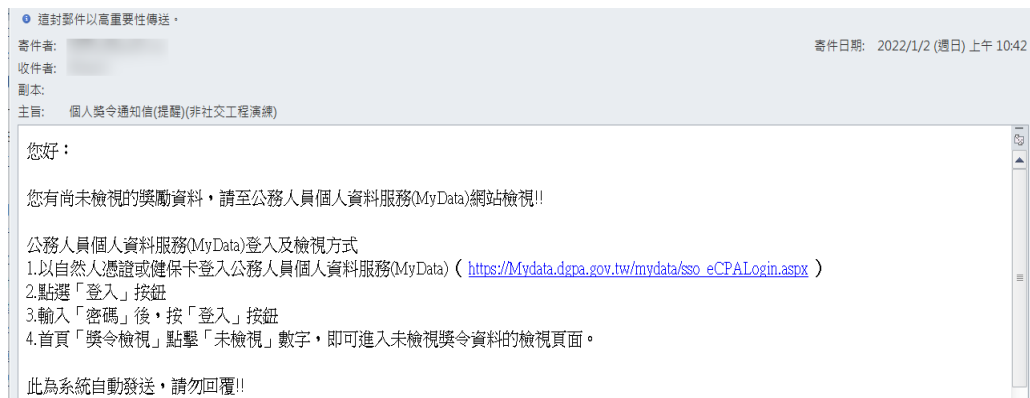 這封郵件以高重要性傳送。
寄件者:
寄件日期: 2022/1/2 (週日) 上午 10:42
收件者:
副本:
主旨: 個人獎令通知信(提醒)(非社交工程演練)
您好：
您有尚未檢視的獎勵資料，請至公務人員個人資料服務(MyData)網站檢視!!
公務人員個人資料服務(MyData)登入及檢視方式
1.以自然人憑證或健保卡登入公務人員個人資料服務(MyData)（https://Mydata.dgpa.gov.tw/mydata/sso_eCPALogin.aspx）
2.點選「登入」按鈕
3.輸入「密碼」後，按「登入」按鈕
4.首頁「獎令檢視」點擊「未檢視」數字，即可進入未檢視獎令資料的檢視頁面。
此為系統自動發送，請勿回覆!!